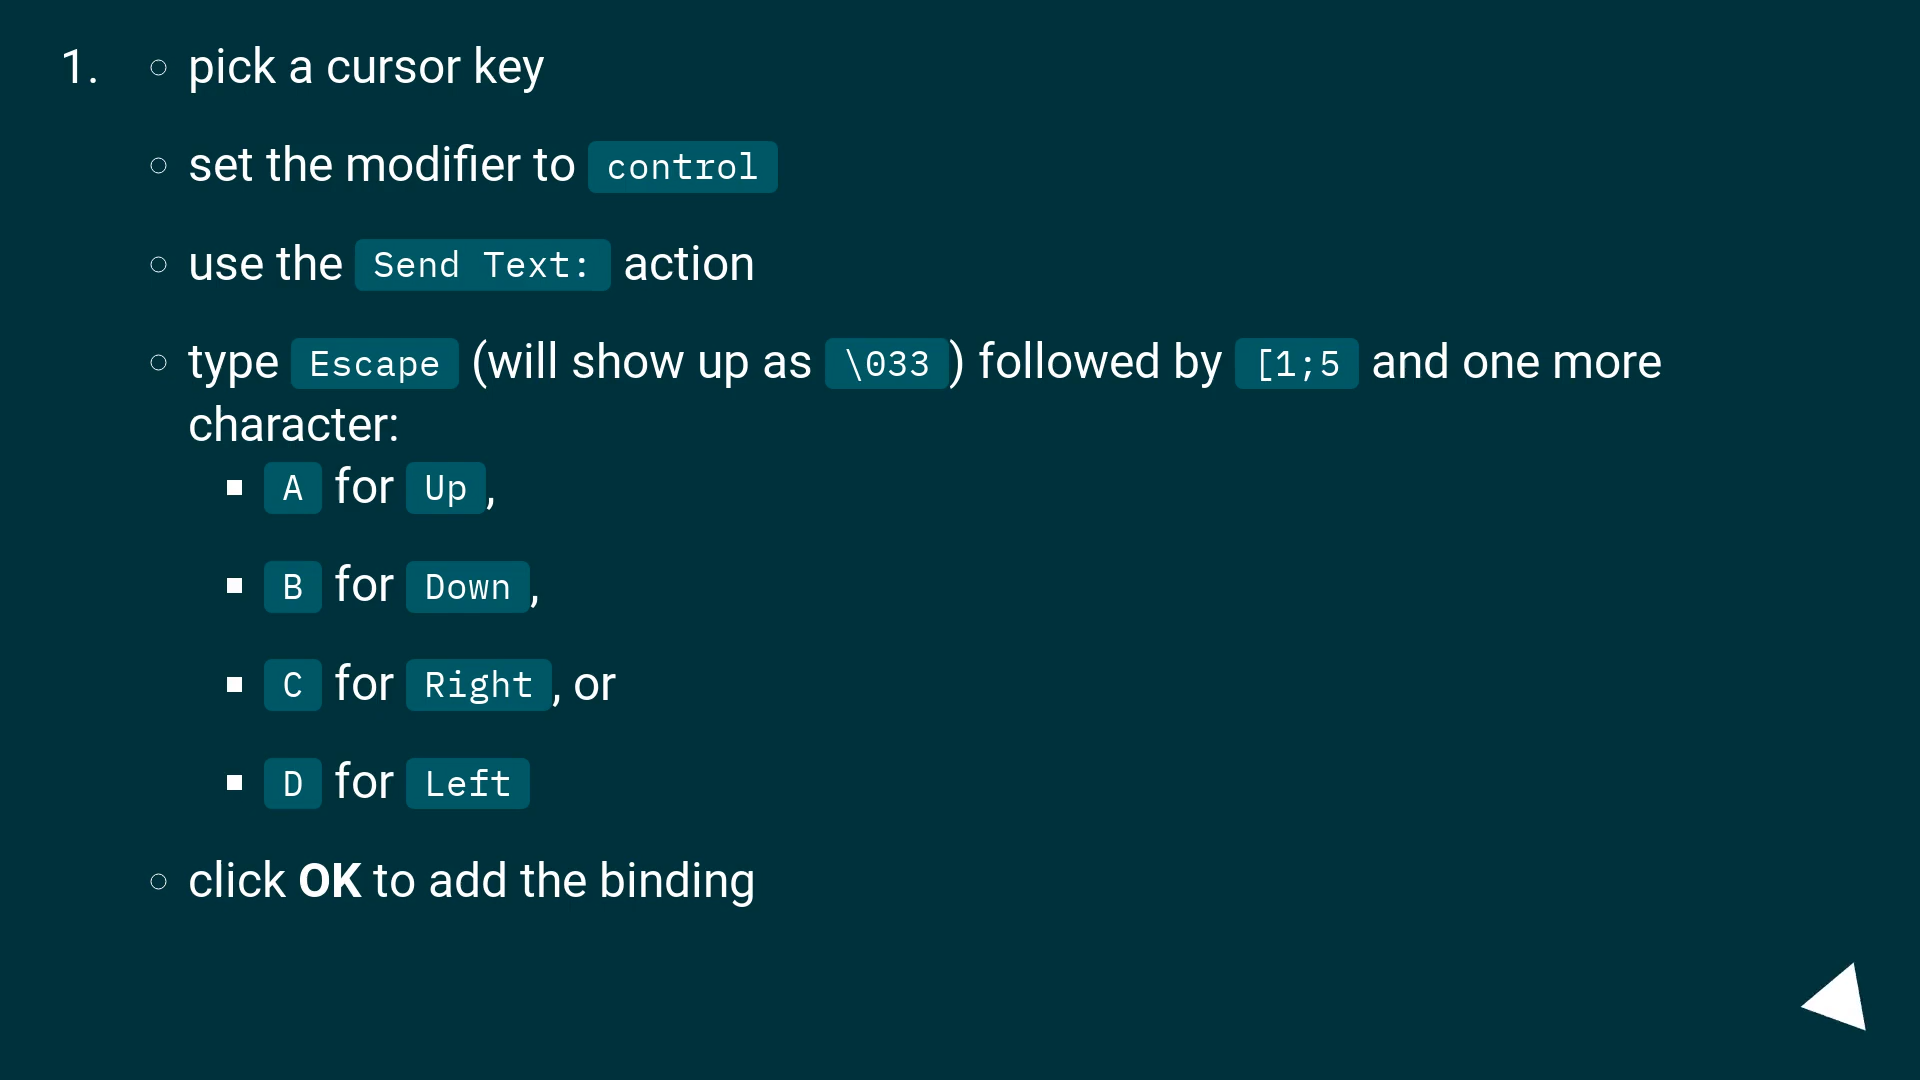 1. ○ pick a cursor key
○ set the modifier to control
○ use the Send Text: action
○ type Escape (will show up as \033) followed by [1;5 and one more
character:
▪ A for Up,
▪ B for Down,
▪ C for Right, or
▪ D for Left
○ click OK to add the binding